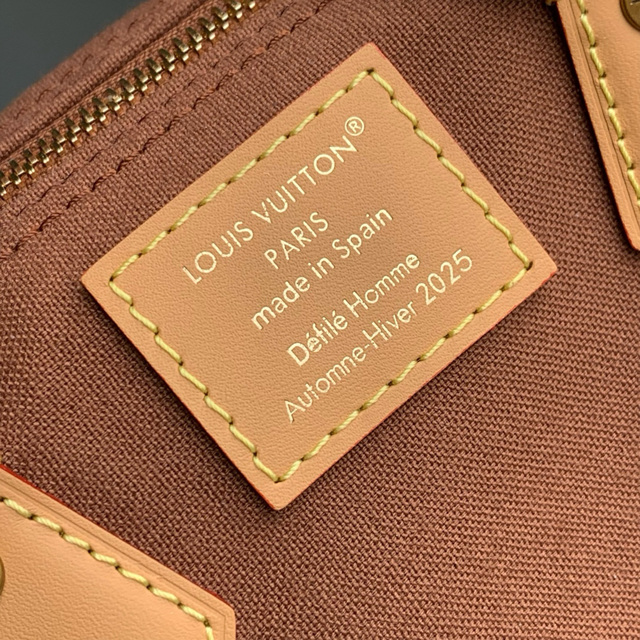 LOUIS VUITTON®
PARIS
made in Spain
Défilé Homme
Automne-Hiver 2025